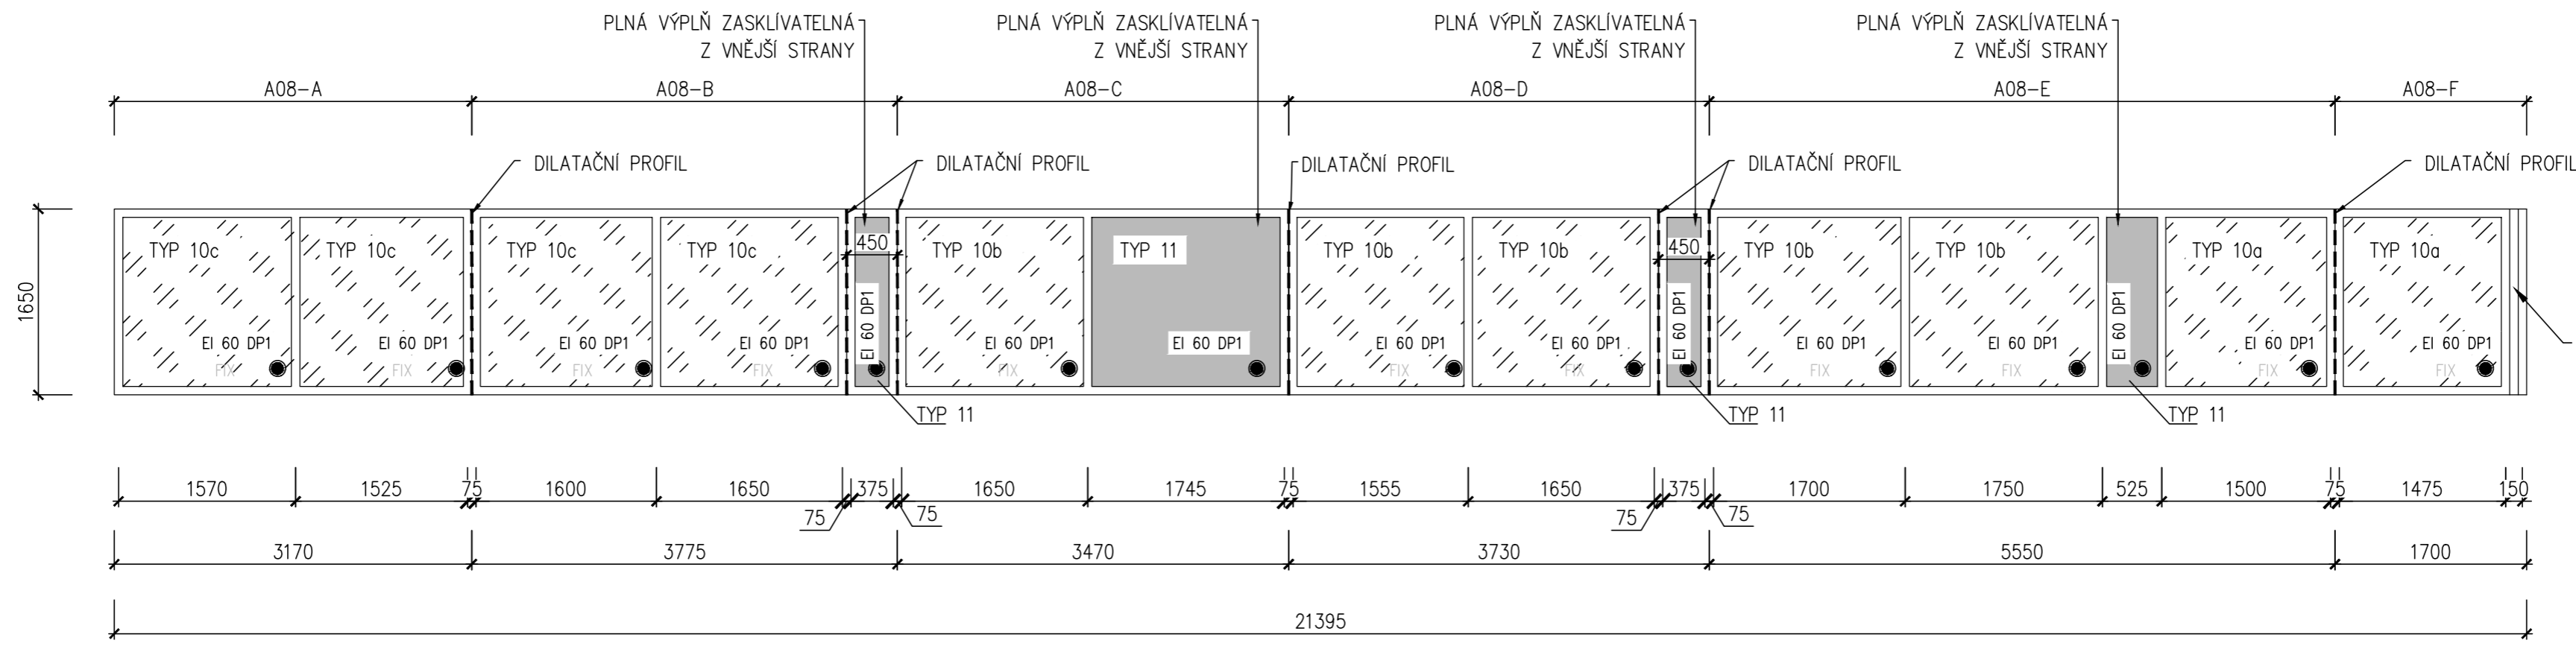 PLNÁ VÝPLŇ ZASKLÍVATELNÁ
Z VNĚJŠÍ STRANY
PLNÁ VÝPLŇ ZASKLÍVATELNÁ
Z VNĚJŠÍ STRANY
PLNÁ VÝPLŇ ZASKLÍVATELNÁ
Z VNĚJŠÍ STRANY
PLNÁ VÝPLŇ ZASKLÍVATELNÁ
Z VNĚJŠÍ STRANY
A08-A
A08-B
A08-C
A08-D
A08-E
A08-F
DILATAČNÍ PROFIL
DILATAČNÍ PROFIL
DILATAČNÍ PROFIL
DILATAČNÍ PROFIL
DILATAČNÍ PROFIL
1650
TYP 10c
EI 60 DP1
FIX
TYP 10c
EI 60 DP1
FIX
TYP 10c
EI 60 DP1
FIX
TYP 10c
EI 60 DP1
FIX
450
EI 60 DP1
TYP 11
TYP 10b
EI 60 DP1
FIX
TYP 11
EI 60 DP1
TYP 10b
EI 60 DP1
TYP 10b
EI 60 DP1
FIX
450
EI 60 DP1
TYP 11
TYP 10b
EI 60 DP1
TYP 10b
EI 60 DP1
EI 60 DP1
TYP 11
TYP 10a
EI 60 DP1
FIX
TYP 10a
EI 60 DP1
FIX
1570
1525
75
1600
1650
75
375
75
1650
1745
75
1555
1650
75
375
75
1700
1750
525
1500
75
1475
150
3170
3775
3470
3730
5550
1700
21395